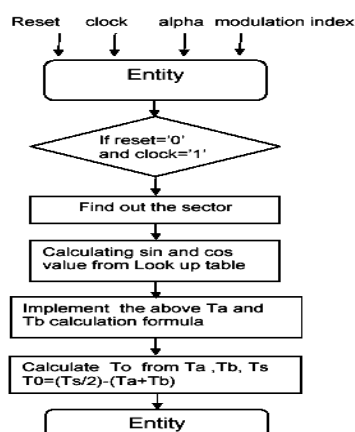 Reset clock alpha modulation index
Entity
If reset='0'
and clock='1'
Find out the sector
Calculating sin and cos
value from Look up table
Implement the above Ta and
Tb calculation formula
Calculate To from Ta ,Tb, Ts
T0=(Ts/2)-(Ta+Tb)
Entity